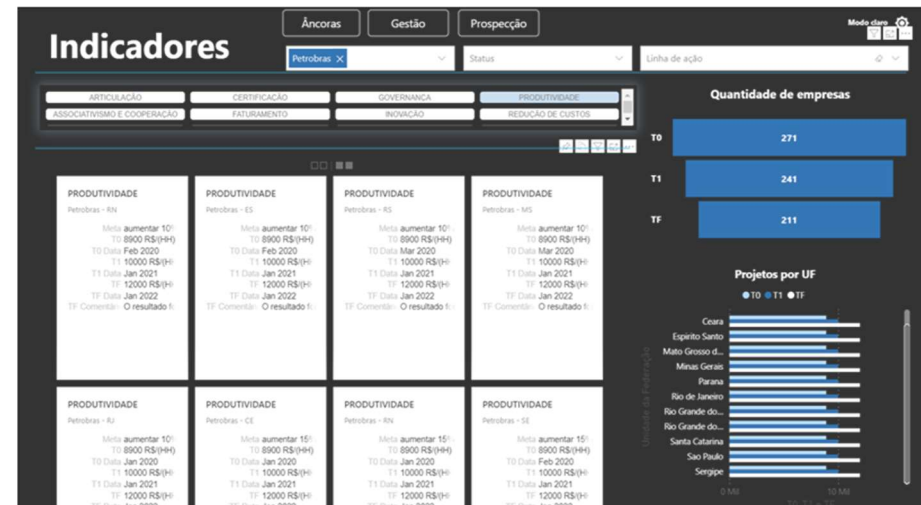 Âncoras
Gestão
Prospecção
Modo claro
Indicadores
Petrobras
Status
Linha de ação
ARTICULAÇÃO
CERTIFICAÇÃO
GOVERNANÇA
PRODUTIVIDADE
ASSOCIATIVISMO E COOPERAÇÃO
FATURAMENTO
INOVAÇÃO
REDUÇÃO DE CUSTOS
Quantidade de empresas
T0 271
T1 241
TF 211
PRODUTIVIDADE
Petrobras - RN
Meta aumentar 10
T0 8900 R$/(HH)
T0 Data Feb 2020
T1 10000 R$/(H
T1 Data Jan 2021
TF 12000 R$/(H
TF Data Jan 2022
TF Comentár O resultado f
PRODUTIVIDADE
Petrobras - ES
Meta aumentar 10
T0 8900 R$/(HH)
T0 Data Feb 2020
T1 10000 R$/(H
T1 Data Jan 2021
TF 12000 R$/(H
TF Data Jan 2022
TF Comentár O resultado f
PRODUTIVIDADE
Petrobras - RS
Meta aumentar 10
T0 8900 R$/(HH)
T0 Data Mar 2020
T1 10000 R$/(H
T1 Data Jan 2021
TF 12000 R$/(H
TF Data Jan 2022
TF Comentár O resultado f
PRODUTIVIDADE
Petrobras - MS
Meta aumentar 10
T0 8900 R$/(HH)
T0 Data Mar 2020
T1 10000 R$/(H
T1 Data Jan 2021
TF 12000 R$/(H
TF Data Jan 2022
TF Comentár O resultado f
PRODUTIVIDADE
Petrobras - RJ
Meta aumentar 10
T0 8900 R$/(HH)
T0 Data Jan 2020
T1 10000 R$/(H
T1 Data Jan 2021
TF 12000 R$/(H
PRODUTIVIDADE
Petrobras - CE
Meta aumentar 15
T0 8900 R$/(HH)
T0 Data Jan 2020
T1 10000 R$/(H
T1 Data Jan 2021
TF 12000 R$/(H
PRODUTIVIDADE
Petrobras - RN
Meta aumentar 15
T0 8900 R$/(HH)
T0 Data Jan 2020
T1 10000 R$/(H
T1 Data Jan 2021
TF 12000 R$/(H
PRODUTIVIDADE
Petrobras - SE
Meta aumentar 15
T0 8900 R$/(HH)
T0 Data Feb 2020
T1 10000 R$/(H
T1 Data Jan 2021
TF 12000 R$/(H
Projetos por UF
T0 T1 TF
Unidade da Federação
Ceara
Espirito Santo
Mato Grosso d...
Minas Gerais
Parana
Rio de Janeiro
Rio Grande do...
Rio Grande do...
Santa Catarina
Sao Paulo
Sergipe
0 Mil 10 Mil